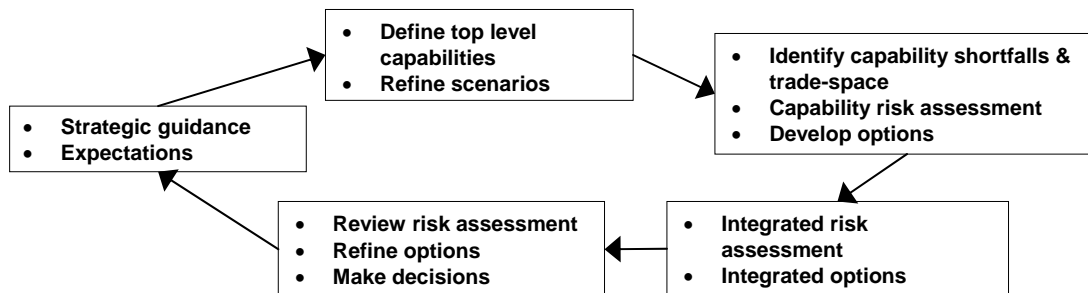 • Define top level
capabilities
• Refine scenarios
• Identify capability shortfalls &
trade-space
• Capability risk assessment
• Develop options
• Strategic guidance
• Expectations
• Review risk assessment
• Refine options
• Make decisions
• Integrated risk
assessment
• Integrated options